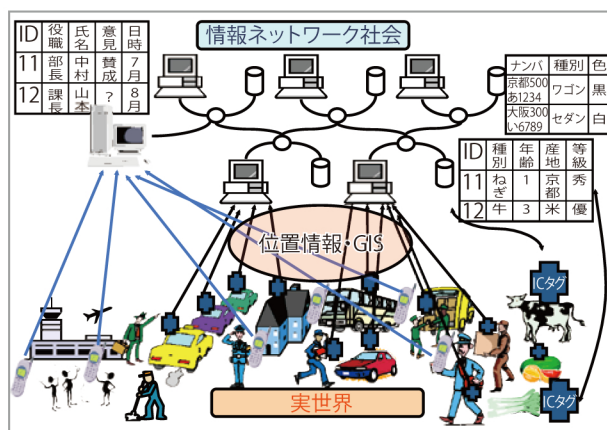 ID 役職 氏名 意見 日時
11 部長 中村 賛成 7月
12 課長 山本 ? 8月
情報ネットワーク社会
ナンバ 種別 色
京都500あ1234 ワゴン 黒
大阪300い6789 セダン 白
ID 種別 年齢 産地 等級
11 ねぎ 1 京都 秀
12 牛 3 米 優
位置情報・GIS
ICタグ
ICタグ
実世界